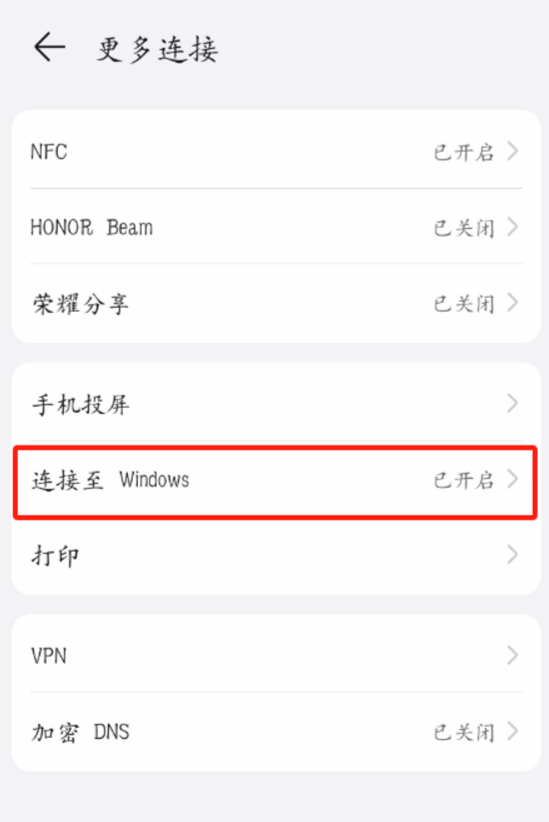 更多连接
NFC 已开启
HONOR Beam 已关闭
荣耀分享 已关闭
手机投屏
连接至 Windows 已开启
打印
VPN
加密 DNS 已关闭